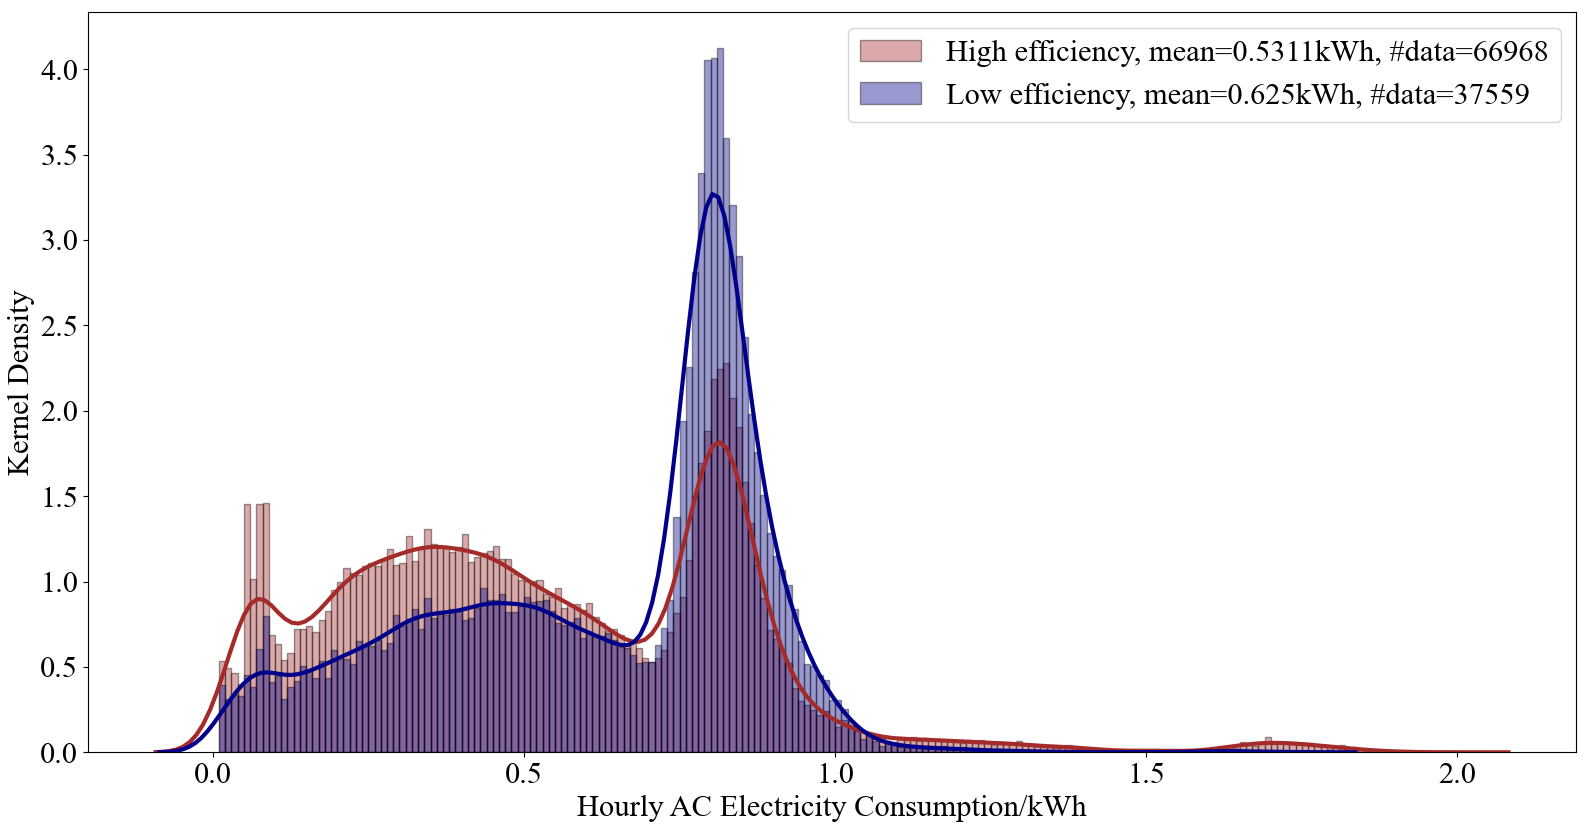 High efficiency, mean=0.5311kWh, #data=66968
Low efficiency, mean=0.625kWh, #data=37559
Kernel Density
4.0
3.5
3.0
2.5
2.0
1.5
1.0
0.5
0.0
0.0 0.5 1.0 1.5 2.0
Hourly AC Electricity Consumption/kWh